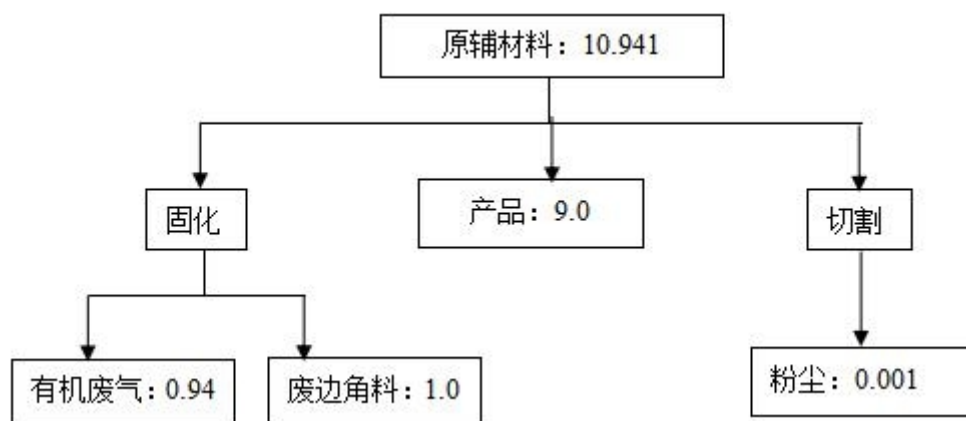 原辅材料：10.941
固化
产品：9.0
切割
有机废气：0.94
废边角料：1.0
粉尘：0.001